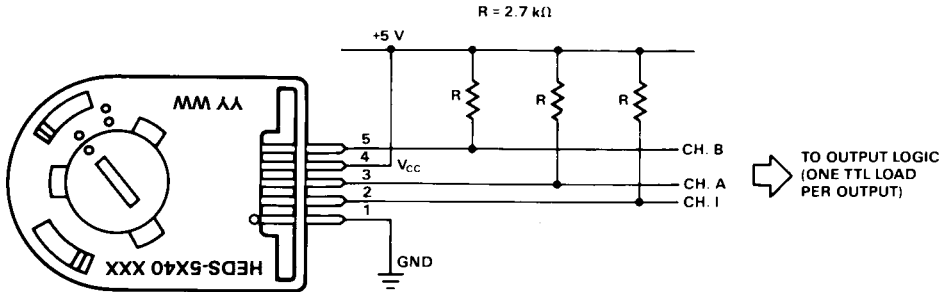 R = 2.7 kΩ
+5 V
R
R
R
YY WW
5
4
VCC
3
2
1
CH. B
CH. A
CH. I
TO OUTPUT LOGIC
(ONE TTL LOAD
PER OUTPUT)
GND
HEDS-5X40 XXX